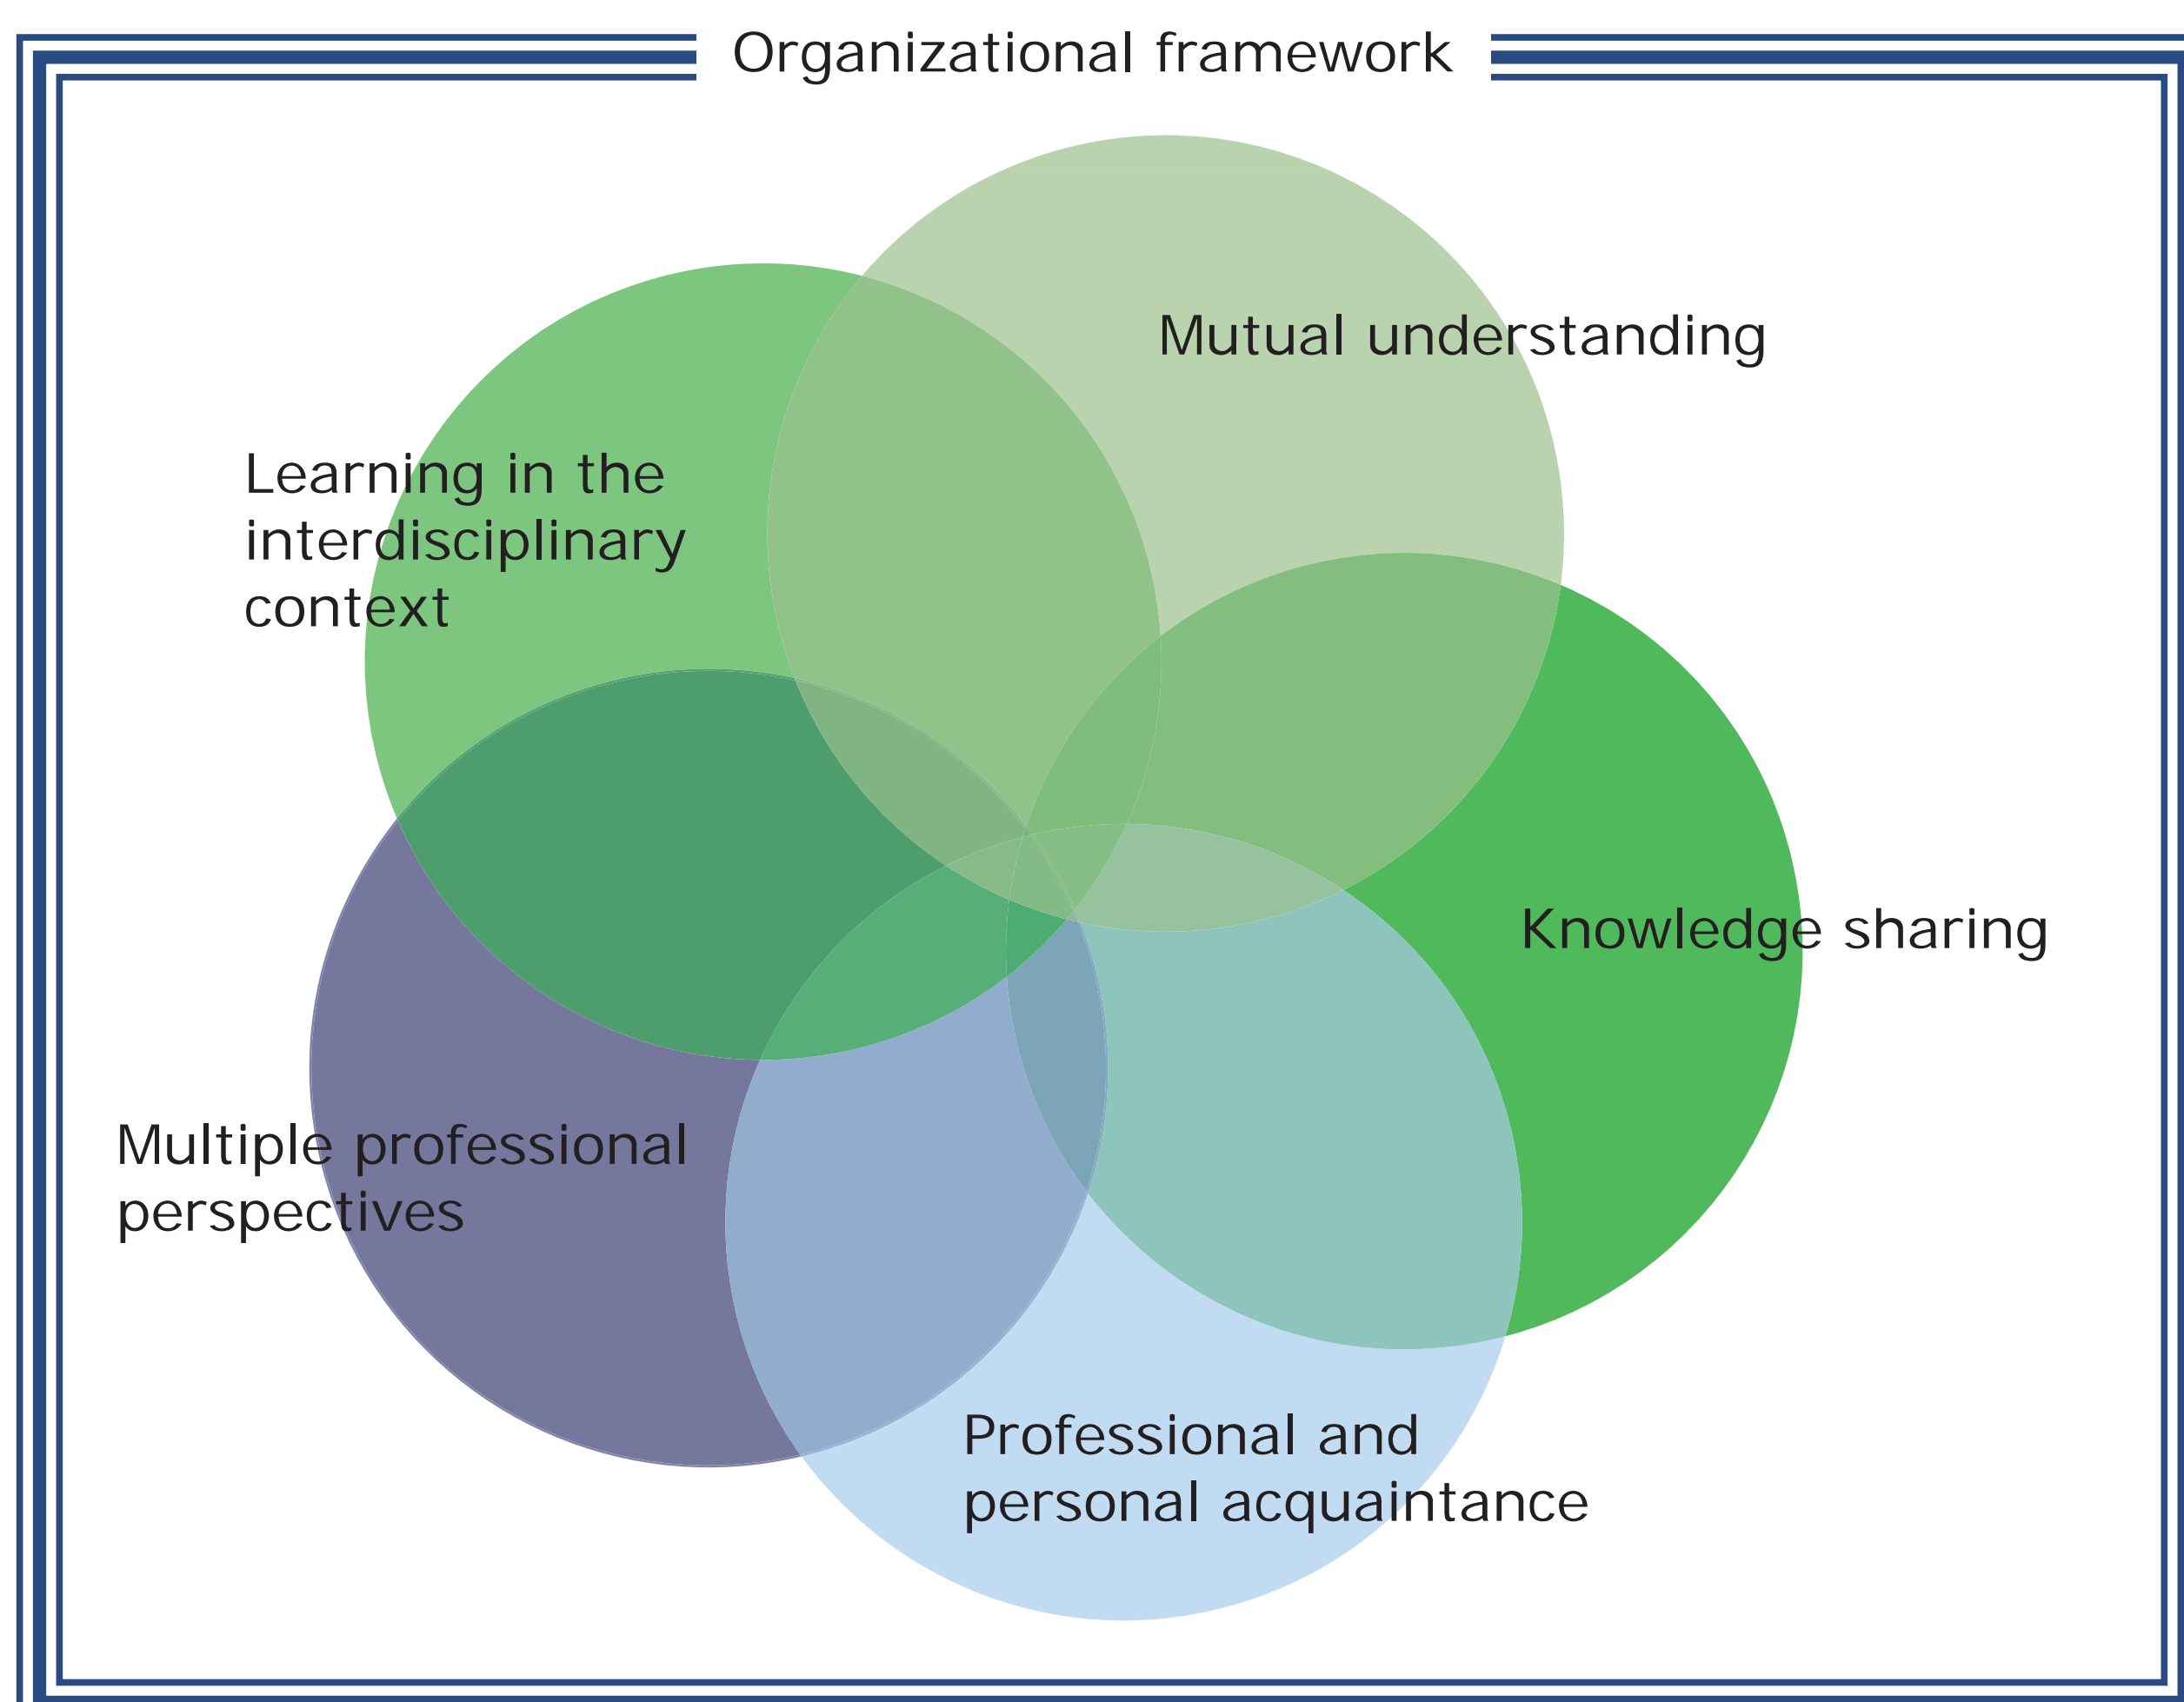 Organizational framework
Mutual understanding
Learning in the
interdisciplinary
context
Knowledge sharing
Multiple professional
perspectives
Professional and
personal acquaintance